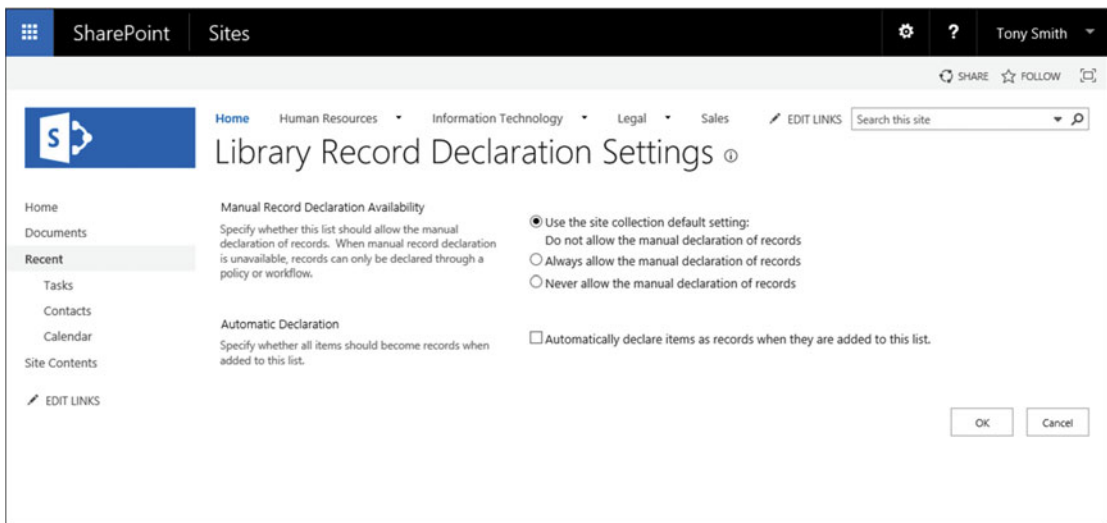 SharePoint Sites ? Tony Smith
SHARE FOLLOW
S
Home Human Resources Information Technology Legal Sales EDIT LINKS Search this site
Library Record Declaration Settings
Home
Documents
Recent
Tasks
Contacts
Calendar
Site Contents
EDIT LINKS
Manual Record Declaration Availability
Specify whether this list should allow the manual
declaration of records. When manual record declaration
is unavailable, records can only be declared through a
policy or workflow.
Use the site collection default setting:
Do not allow the manual declaration of records
Always allow the manual declaration of records
Never allow the manual declaration of records
Automatic Declaration
Specify whether all items should become records when
added to this list.
Automatically declare items as records when they are added to this list.
OK Cancel